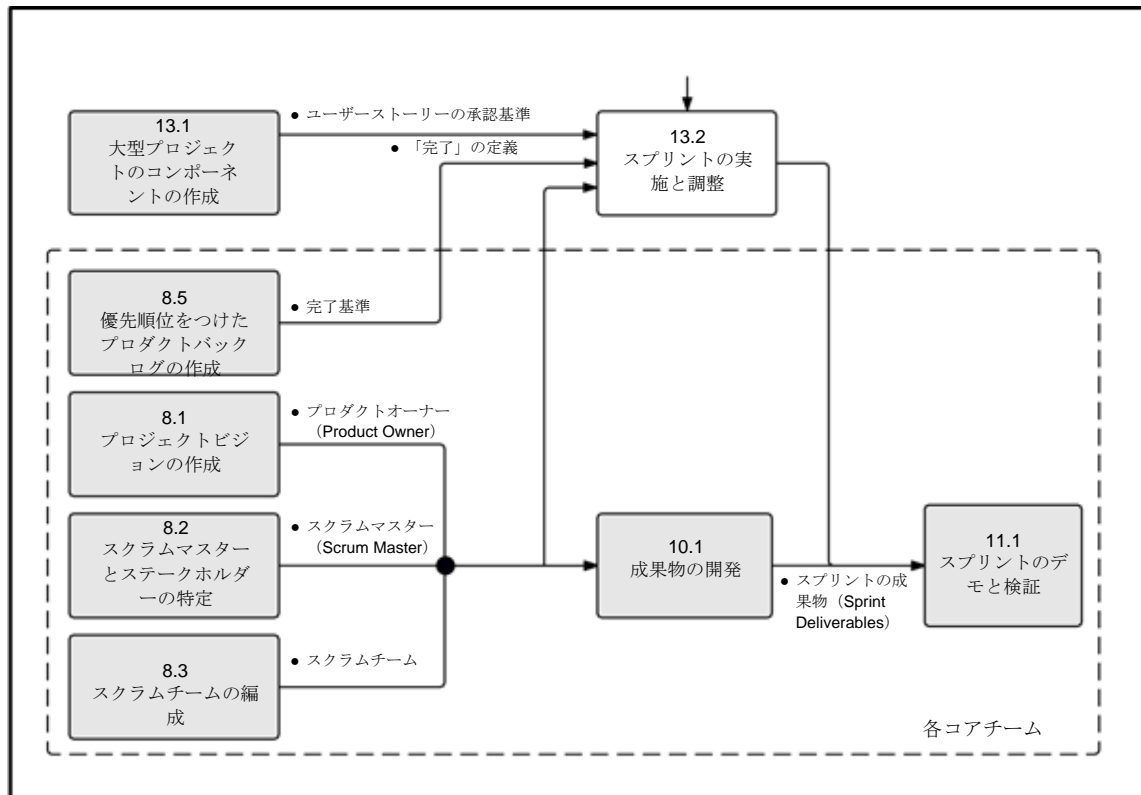 13.1
大型プロジェク
トのコンポーネ
ントの作成
● ユーザーストーリーの承認基準
● 「完了」の定義
13.2
スプリントの実
施と調整
8.5
優先順位をつけた
プロダクトバック
ログの作成
● 完了基準
8.1
プロジェクトビジ
ョンの作成
● プロダクトオーナー
（Product Owner）
8.2
スクラムマスター
とステークホルダ
ーの特定
● スクラムマスター
（Scrum Master）
10.1
成果物の開発
● スプリントの成
果物（Sprint
Deliverables）
11.1
スプリントのデ
モと検証
8.3
スクラムチームの編
成
● スクラムチーム
各コアチーム